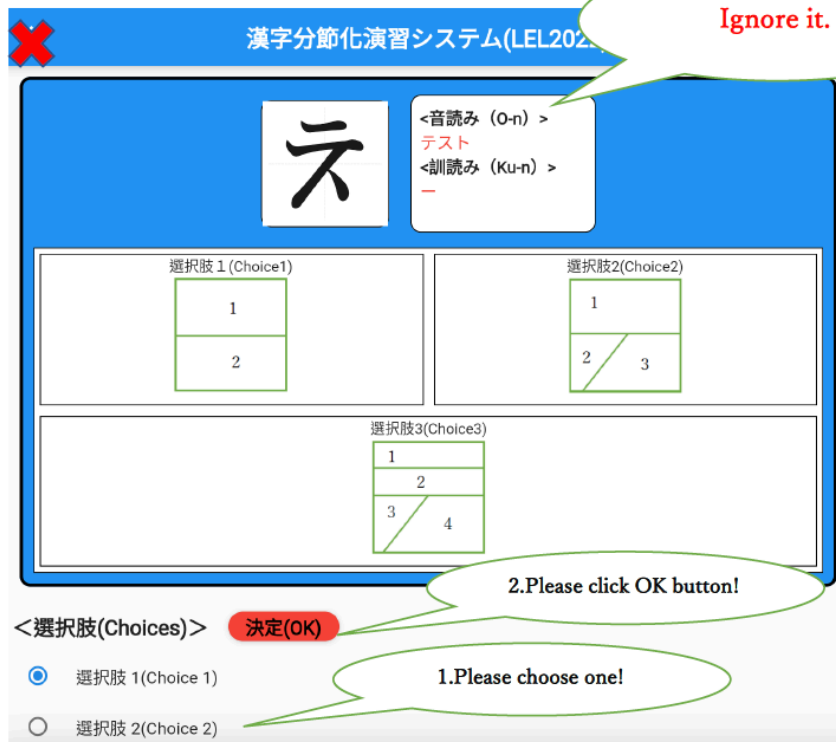 Ignore it.
漢字分節化演習システム(LEL202
<音読み（O-n）>
テスト
<訓読み（Ku-n）>
ー
選択肢１(Choice1)
1
2
選択肢2(Choice2)
1
2
3
選択肢3(Choice3)
1
2
3
4
2.Please click OK button!
＜選択肢(Choices)＞
決定(OK)
選択肢 1(Choice 1)
1.Please choose one!
選択肢 2(Choice 2)